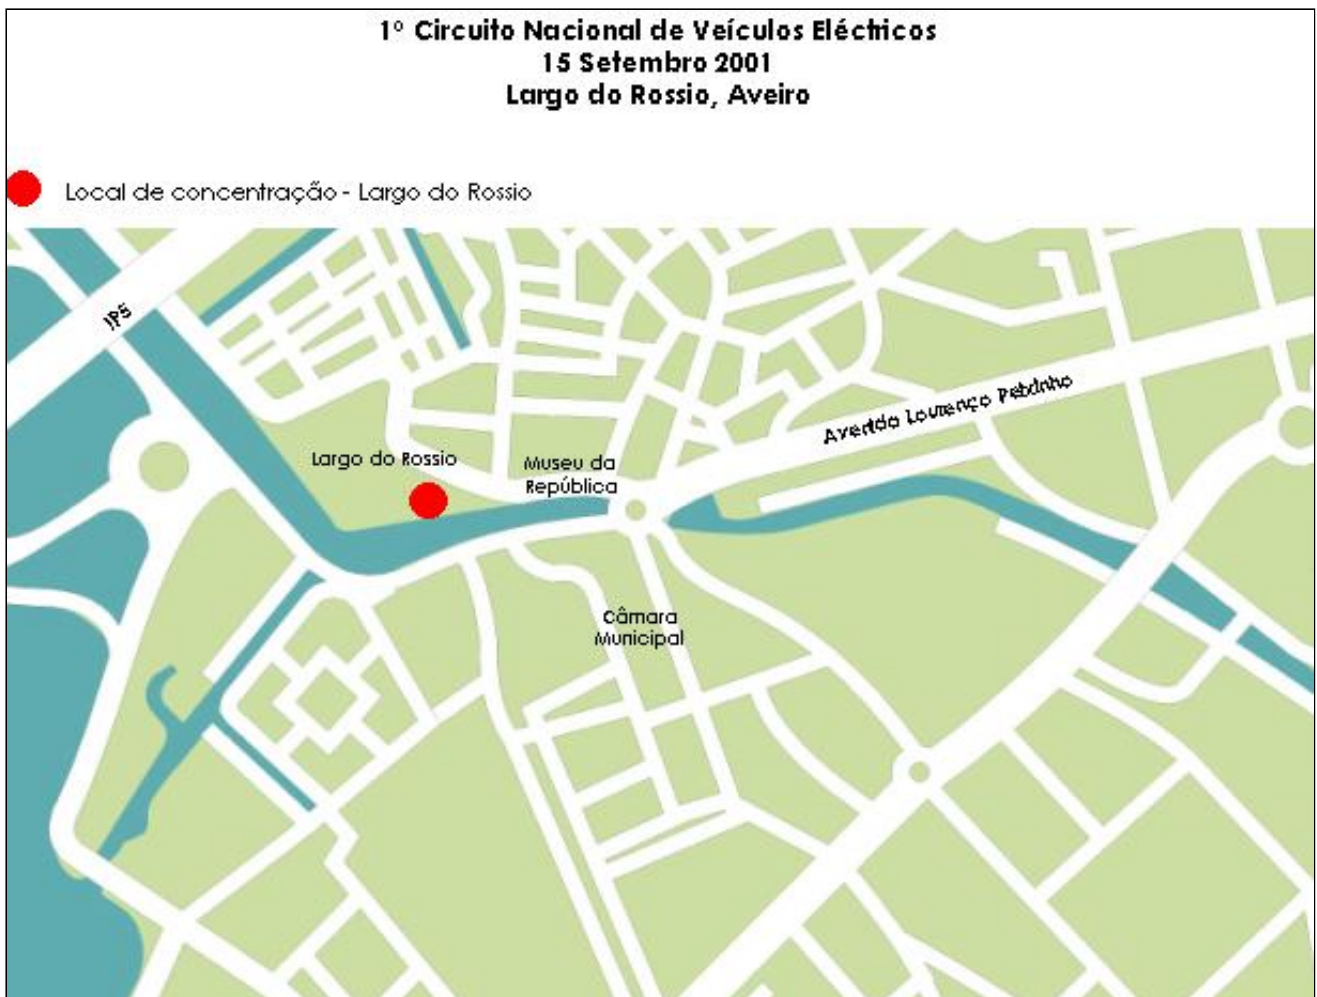 1º Circuito Nacional de Veículos Eléctricos
15 Setembro 2001
Largo do Rossio, Aveiro
Local de concentração - Largo do Rossio
IP5
Avenida Lourenço Peixinho
Largo do Rossio
Museu da
República
Câmara
Municipal